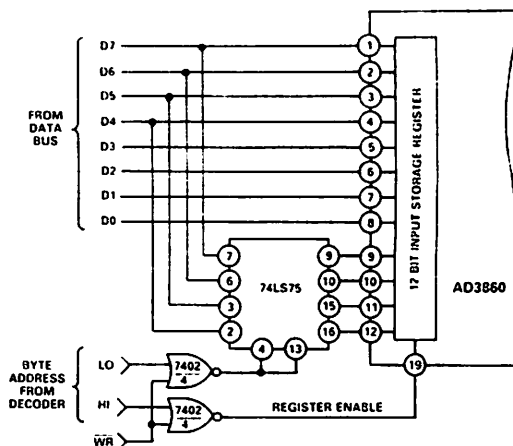 D7
D6
D5
D4
D3
D2
D1
D0
FROM
DATA
BUS
1
2
3
4
5
6
7
8
9
10
11
12
12 BIT INPUT STORAGE REGISTER
AD3860
74LS75
7
6
3
2
9
10
15
16
4
13
19
BYTE
ADDRESS
FROM
DECODER
LO
HI
WR
7402
4
7402
4
REGISTER ENABLE